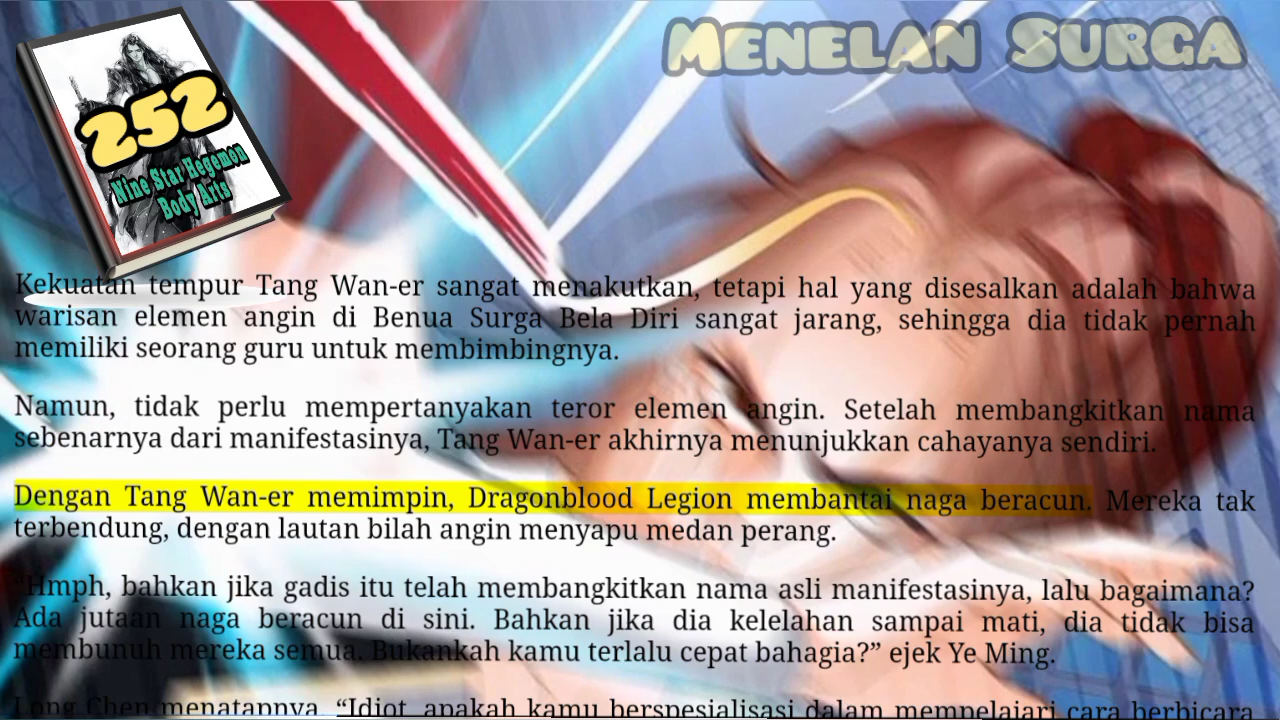 Menelan Surga
252
Nine Star Hegemon
Body Arts
Kekuatan tempur Tang Wan-er sangat menakutkan, tetapi hal yang disesalkan adalah bahwa
warisan elemen angin di Benua Surga Bela Diri sangat jarang, sehingga dia tidak pernah
memiliki seorang guru untuk membimbingnya.
Namun, tidak perlu mempertanyakan teror elemen angin. Setelah membangkitkan nama
sebenarnya dari manifestasinya, Tang Wan-er akhirnya menunjukkan cahayanya sendiri.
Dengan Tang Wan-er memimpin, Dragonblood Legion membantai naga beracun. Mereka tak
terbendung, dengan lautan bilah angin menyapu medan perang.
“Hmph, bahkan jika gadis itu telah membangkitkan nama asli manifestasinya, lalu bagaimana?
Ada jutaan naga beracun di sini. Bahkan jika dia kelelahan sampai mati, dia tidak bisa
membunuh mereka semua. Bukankah kamu terlalu cepat bahagia?” ejek Ye Ming.
Long Chen menatapnya. “Idiot, apakah kamu berspesialisasi dalam mempelajari cara berbicara